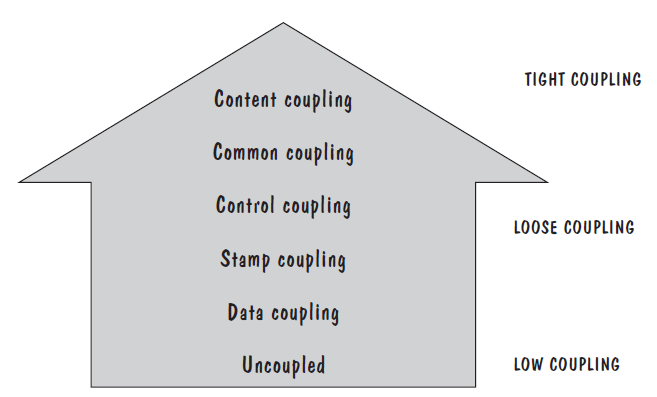 TIGHT COUPLING
Content coupling
Common coupling
Control coupling
LOOSE COUPLING
Stamp coupling
Data coupling
Uncoupled
LOW COUPLING